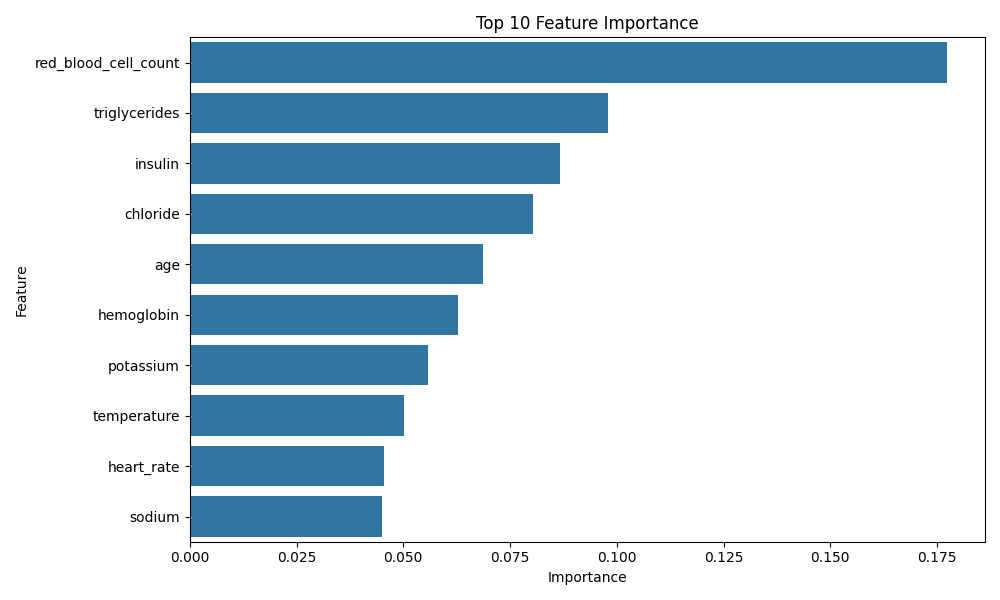 Top 10 Feature Importance
Feature
red_blood_cell_count
triglycerides
insulin
chloride
age
hemoglobin
potassium
temperature
heart_rate
sodium
0.000 0.025 0.050 0.075 0.100 0.125 0.150 0.175
Importance